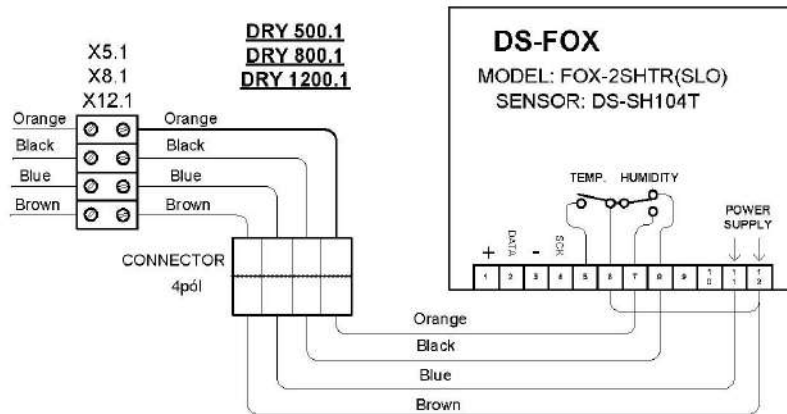 DRY 500.1
DRY 800.1
DRY 1200.1
X5.1
X8.1
X12.1
Orange
Orange
Black
Black
Blue
Blue
Brown
Brown
CONNECTOR
4pól
DS-FOX
MODEL: FOX-2SHTR(SLO)
SENSOR: DS-SH104T
TEMP. HUMIDITY
POWER
SUPPLY
+ DATA - SCK
1 2 3 4 5 6 7 8 9 10 11 12
Orange
Black
Blue
Brown